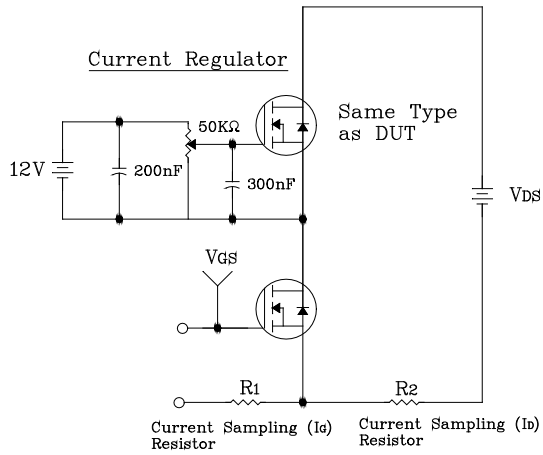 Current Regulator
Same Type
as DUT
50KΩ
12V
200nF
300nF
VDS
VGS
R1
R2
Current Sampling (IG)
Resistor
Current Sampling (ID)
Resistor